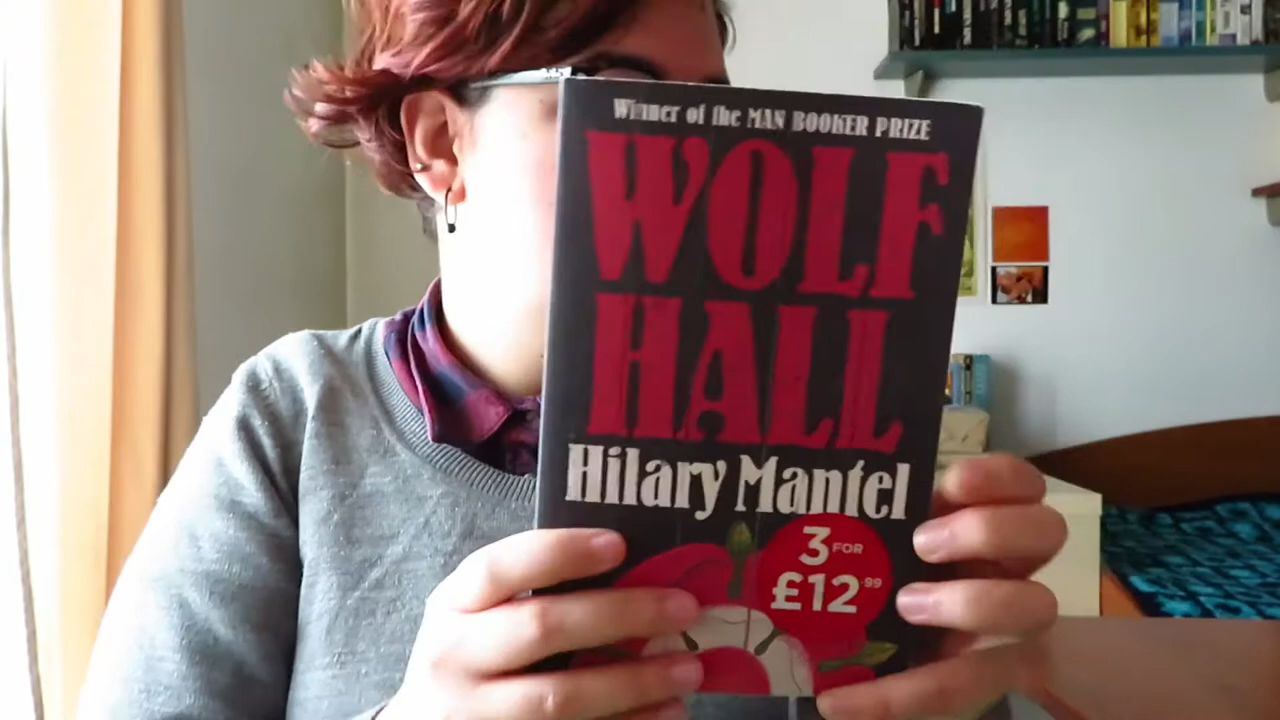 Winner of the MAN BOOKER PRIZE
WOLF
HALL
Hilary Mantel
3 FOR
£12.99